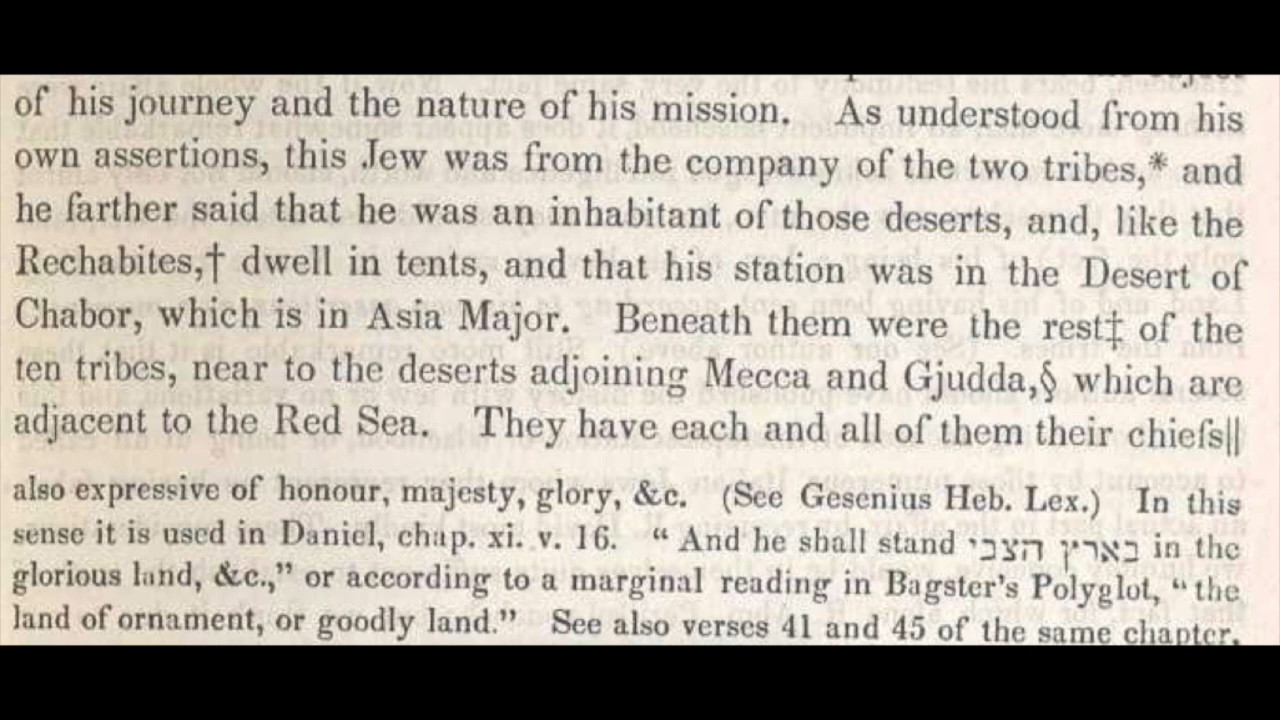 of his journey and the nature of his mission. As understood from his
own assertions, this Jew was from the company of the two tribes,* and
he farther said that he was an inhabitant of those deserts, and, like the
Rechabites,† dwell in tents, and that his station was in the Desert of
Chabor, which is in Asia Major. Beneath them were the rest‡ of the
ten tribes, near to the deserts adjoining Mecca and Gjudda,§ which are
adjacent to the Red Sea. They have each and all of them their chiefs||
also expressive of honour, majesty, glory, &c. (See Gesenius Heb. Lex.) In this
sense it is used in Daniel, chap. xi. v. 16. “ And he shall stand בארץ הצבי in the
glorious land, &c.,” or according to a marginal reading in Bagster’s Polyglot, “ the
land of ornament, or goodly land.” See also verses 41 and 45 of the same chapter.